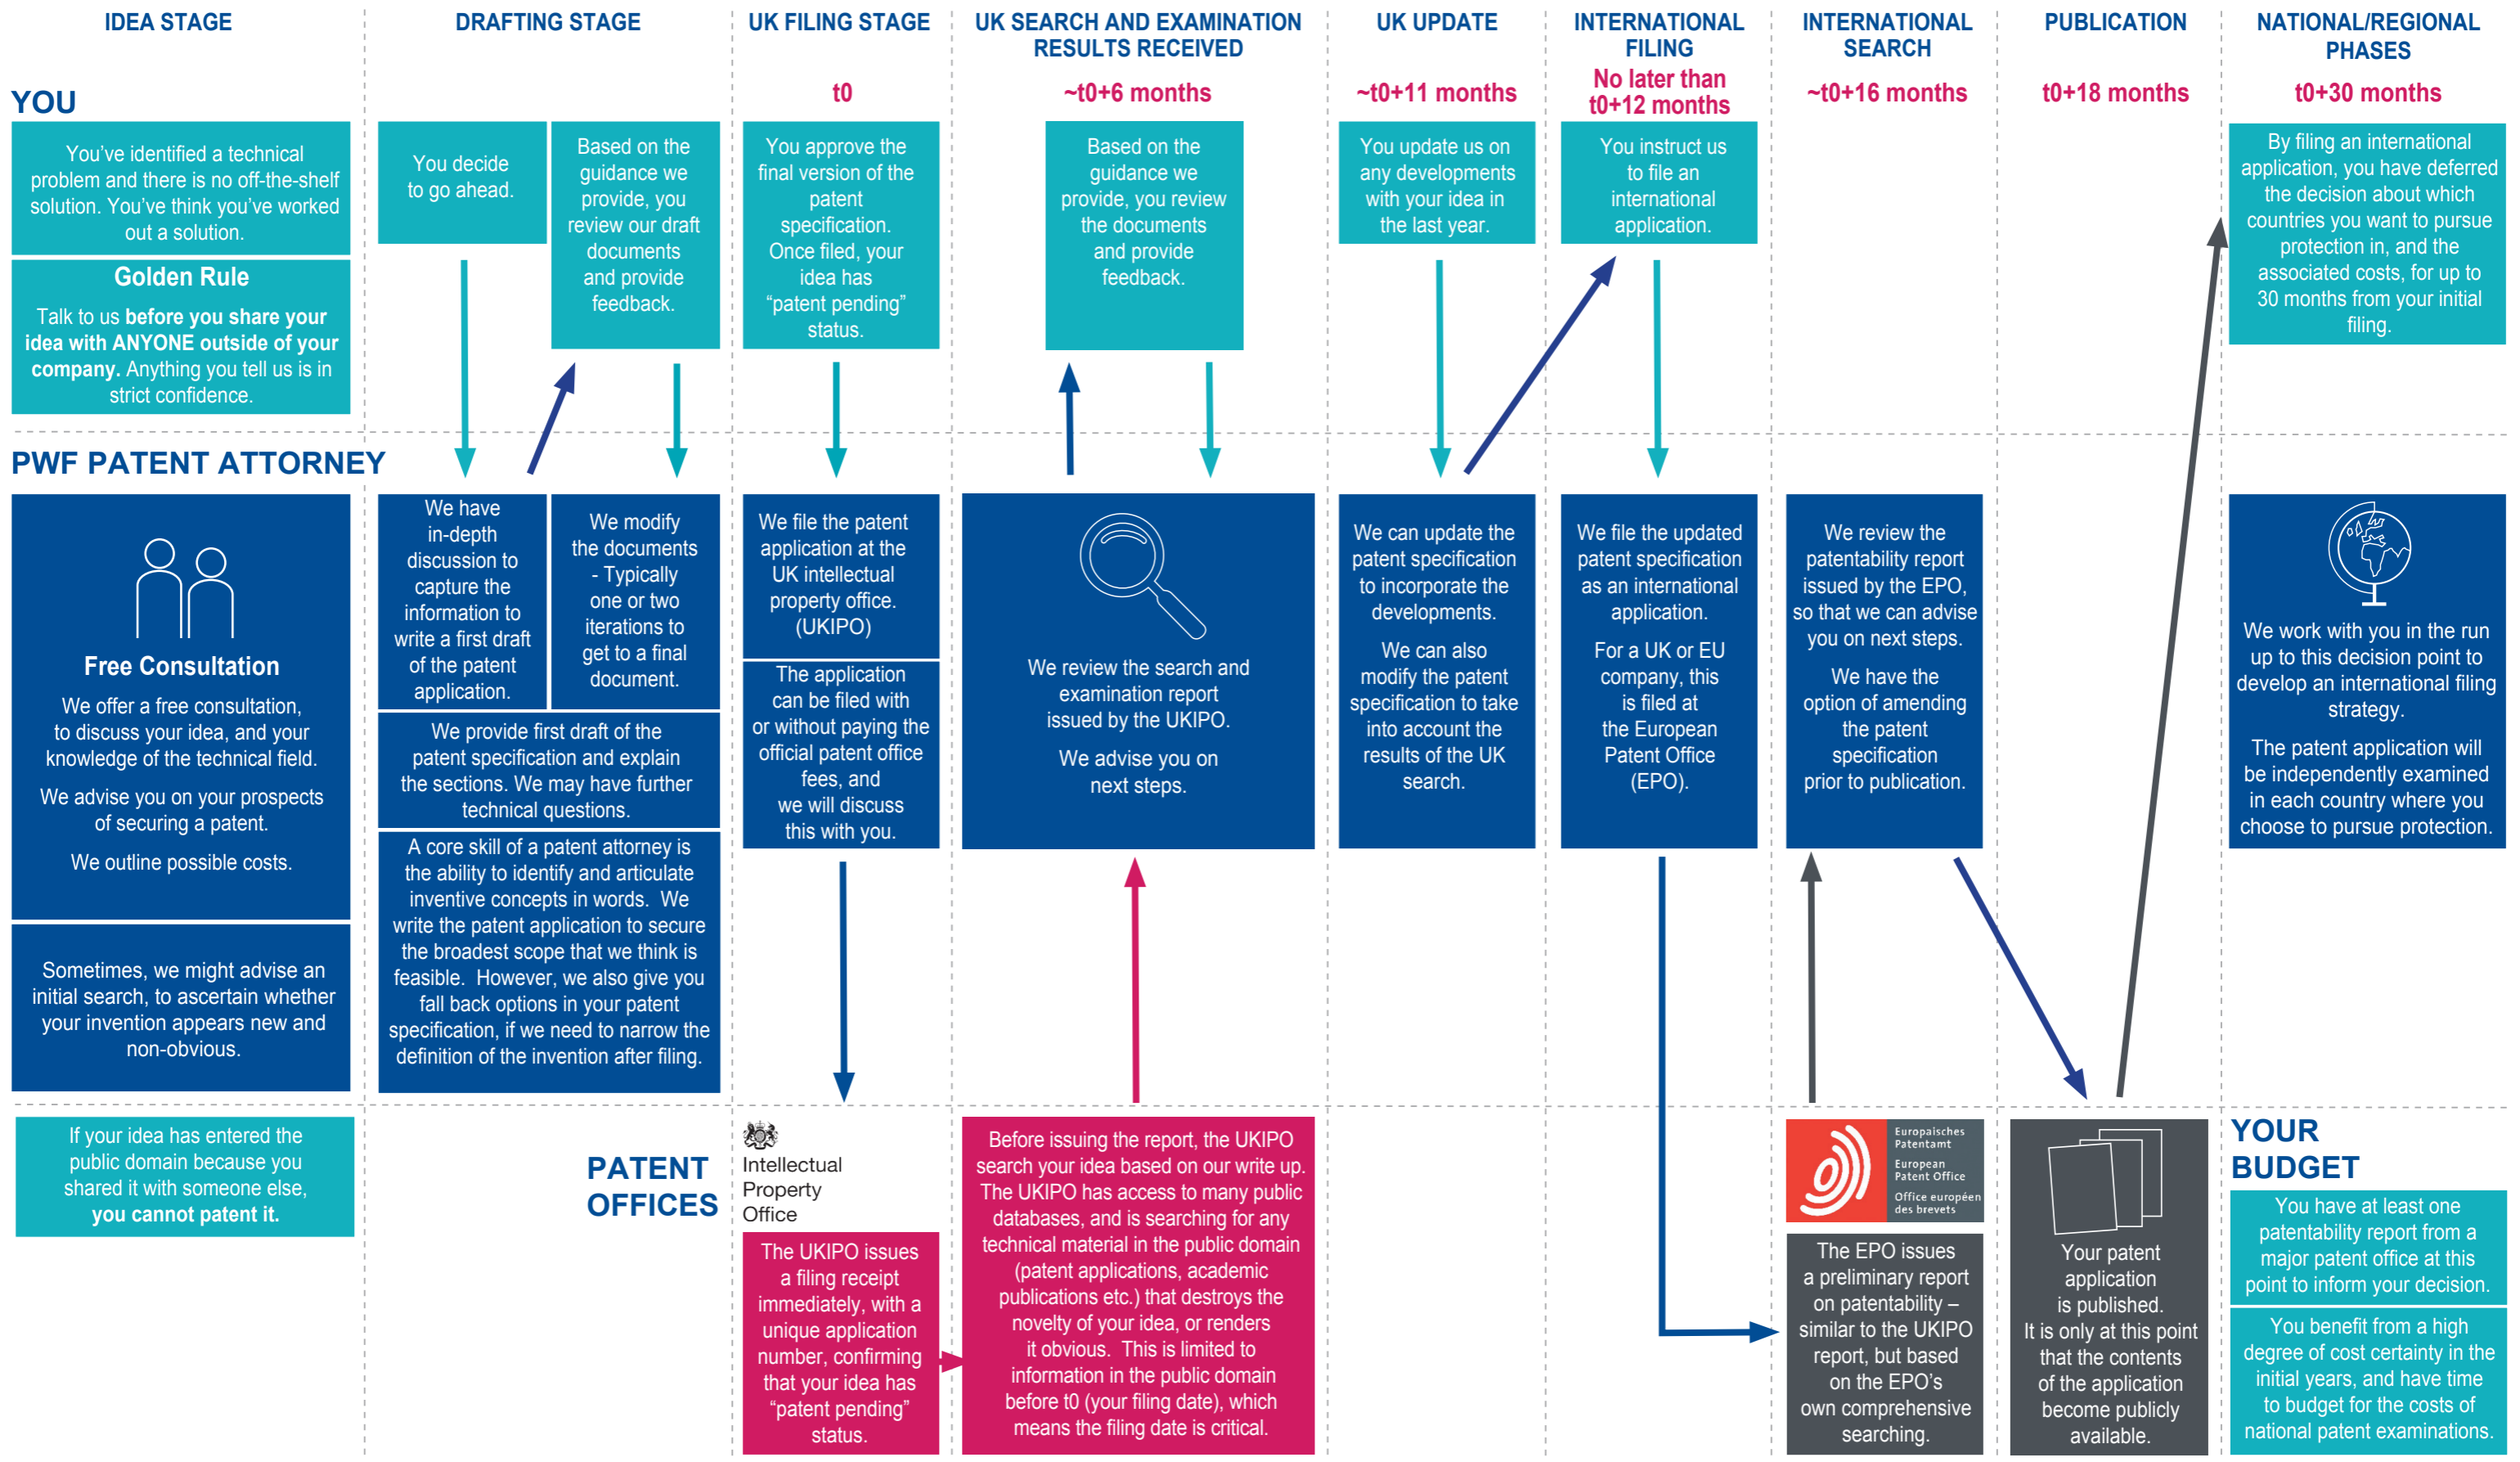 IDEA STAGE
DRAFTING STAGE
UK FILING STAGE
UK SEARCH AND EXAMINATION
RESULTS RECEIVED
UK UPDATE
INTERNATIONAL
FILING
INTERNATIONAL
SEARCH
PUBLICATION
NATIONAL/REGIONAL
PHASES
t0
~t0+6 months
~t0+11 months
No later than
t0+12 months
~t0+16 months
t0+18 months
t0+30 months
YOU
You’ve identified a technical
problem and there is no off-the-shelf
solution. You’ve think you’ve worked
out a solution.
Golden Rule
Talk to us before you share your
idea with ANYONE outside of your
company. Anything you tell us is in
strict confidence.
You decide
to go ahead.
Based on the
guidance we
provide, you
review our draft
documents
and provide
feedback.
You approve the
final version of the
patent
specification.
Once filed, your
idea has
“patent pending”
status.
Based on the
guidance we
provide, you review
the documents
and provide
feedback.
You update us on
any developments
with your idea in
the last year.
You instruct us
to file an
international
application.
By filing an international
application, you have deferred
the decision about which
countries you want to pursue
protection in, and the
associated costs, for up to
30 months from your initial
filing.
PWF PATENT ATTORNEY
Free Consultation
We offer a free consultation,
to discuss your idea, and your
knowledge of the technical field.
We advise you on your prospects
of securing a patent.
We outline possible costs.
Sometimes, we might advise an
initial search, to ascertain whether
your invention appears new and
non-obvious.
We have
in-depth
discussion to
capture the
information to
write a first draft
of the patent
application.
We modify
the documents
- Typically
one or two
iterations to
get to a final
document.
We provide first draft of the
patent specification and explain
the sections. We may have further
technical questions.
A core skill of a patent attorney is
the ability to identify and articulate
inventive concepts in words. We
write the patent application to secure
the broadest scope that we think is
feasible. However, we also give you
fall back options in your patent
specification, if we need to narrow the
definition of the invention after filing.
We file the patent
application at the
UK intellectual
property office.
(UKIPO)
The application
can be filed with
or without paying the
official patent office
fees, and
we will discuss
this with you.
We review the search and
examination report
issued by the UKIPO.
We advise you on
next steps.
We can update the
patent specification
to incorporate the
developments.
We can also
modify the patent
specification to take
into account the
results of the UK
search.
We file the updated
patent specification
as an international
application.
For a UK or EU
company, this
is filed at
the European
Patent Office
(EPO).
We review the
patentability report
issued by the EPO,
so that we can advise
you on next steps.
We have the
option of amending
the patent
specification
prior to publication.
We work with you in the run
up to this decision point to
develop an international filing
strategy.
The patent application will
be independently examined
in each country where you
choose to pursue protection.
If your idea has entered the
public domain because you
shared it with someone else,
you cannot patent it.
PATENT
OFFICES
Intellectual
Property
Office
The UKIPO issues
a filing receipt
immediately, with a
unique application
number, confirming
that your idea has
“patent pending”
status.
Before issuing the report, the UKIPO
search your idea based on our write up.
The UKIPO has access to many public
databases, and is searching for any
technical material in the public domain
(patent applications, academic
publications etc.) that destroys the
novelty of your idea, or renders
it obvious. This is limited to
information in the public domain
before t0 (your filing date), which
means the filing date is critical.
Europaisches
Patentamt
European
Patent Office
Office européen
des brevets
The EPO issues
a preliminary report
on patentability –
similar to the UKIPO
report, but based
on the EPO’s
own comprehensive
searching.
Your patent
application
is published.
It is only at this point
that the contents
of the application
become publicly
available.
YOUR
BUDGET
You have at least one
patentability report from a
major patent office at this
point to inform your decision.
You benefit from a high
degree of cost certainty in the
initial years, and have time
to budget for the costs of
national patent examinations.